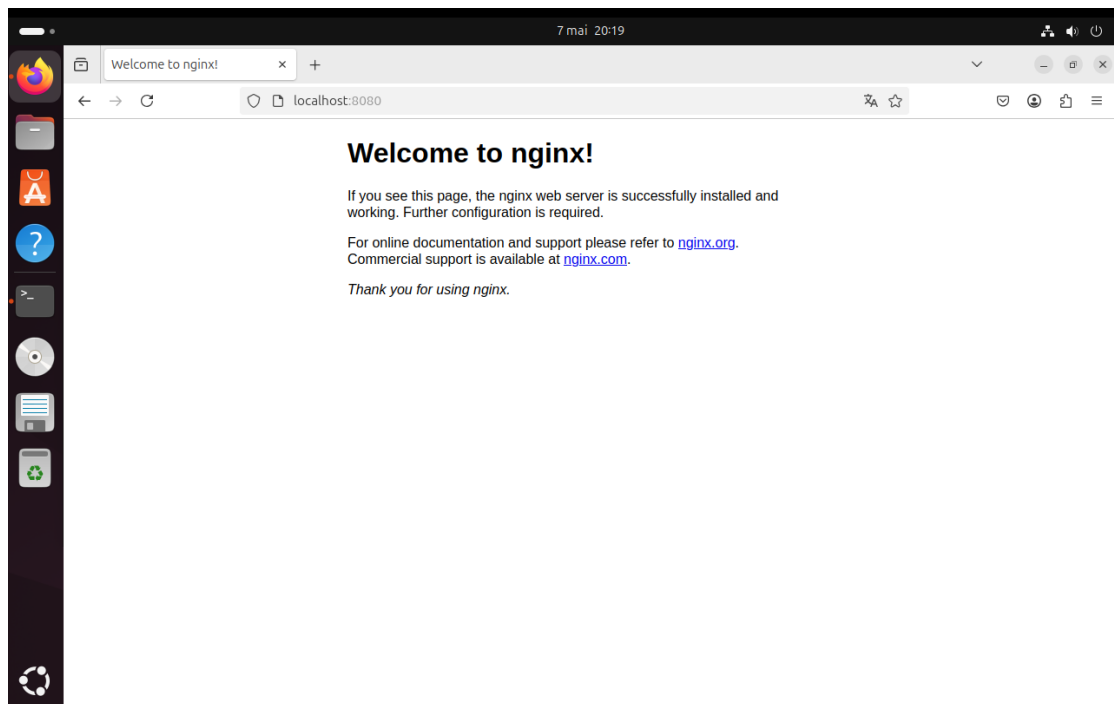 7 mai 20:19
Welcome to nginx!
localhost:8080
Welcome to nginx!
If you see this page, the nginx web server is successfully installed and
working. Further configuration is required.
For online documentation and support please refer to nginx.org.
Commercial support is available at nginx.com.
Thank you for using nginx.